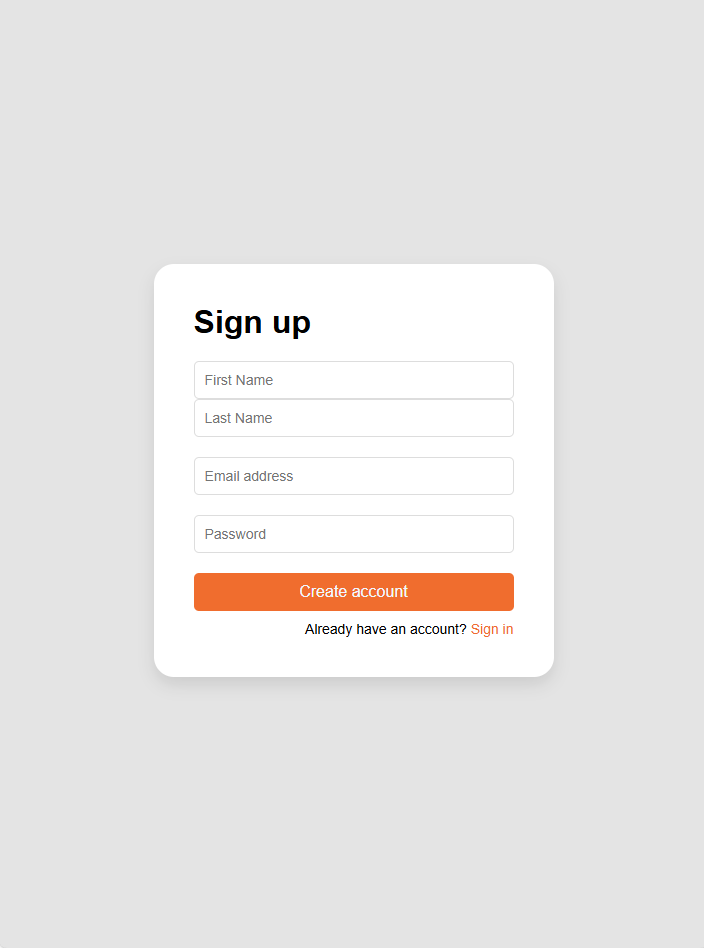 Sign up
First Name
Last Name
Email address
Password
Create account
Already have an account? Sign in